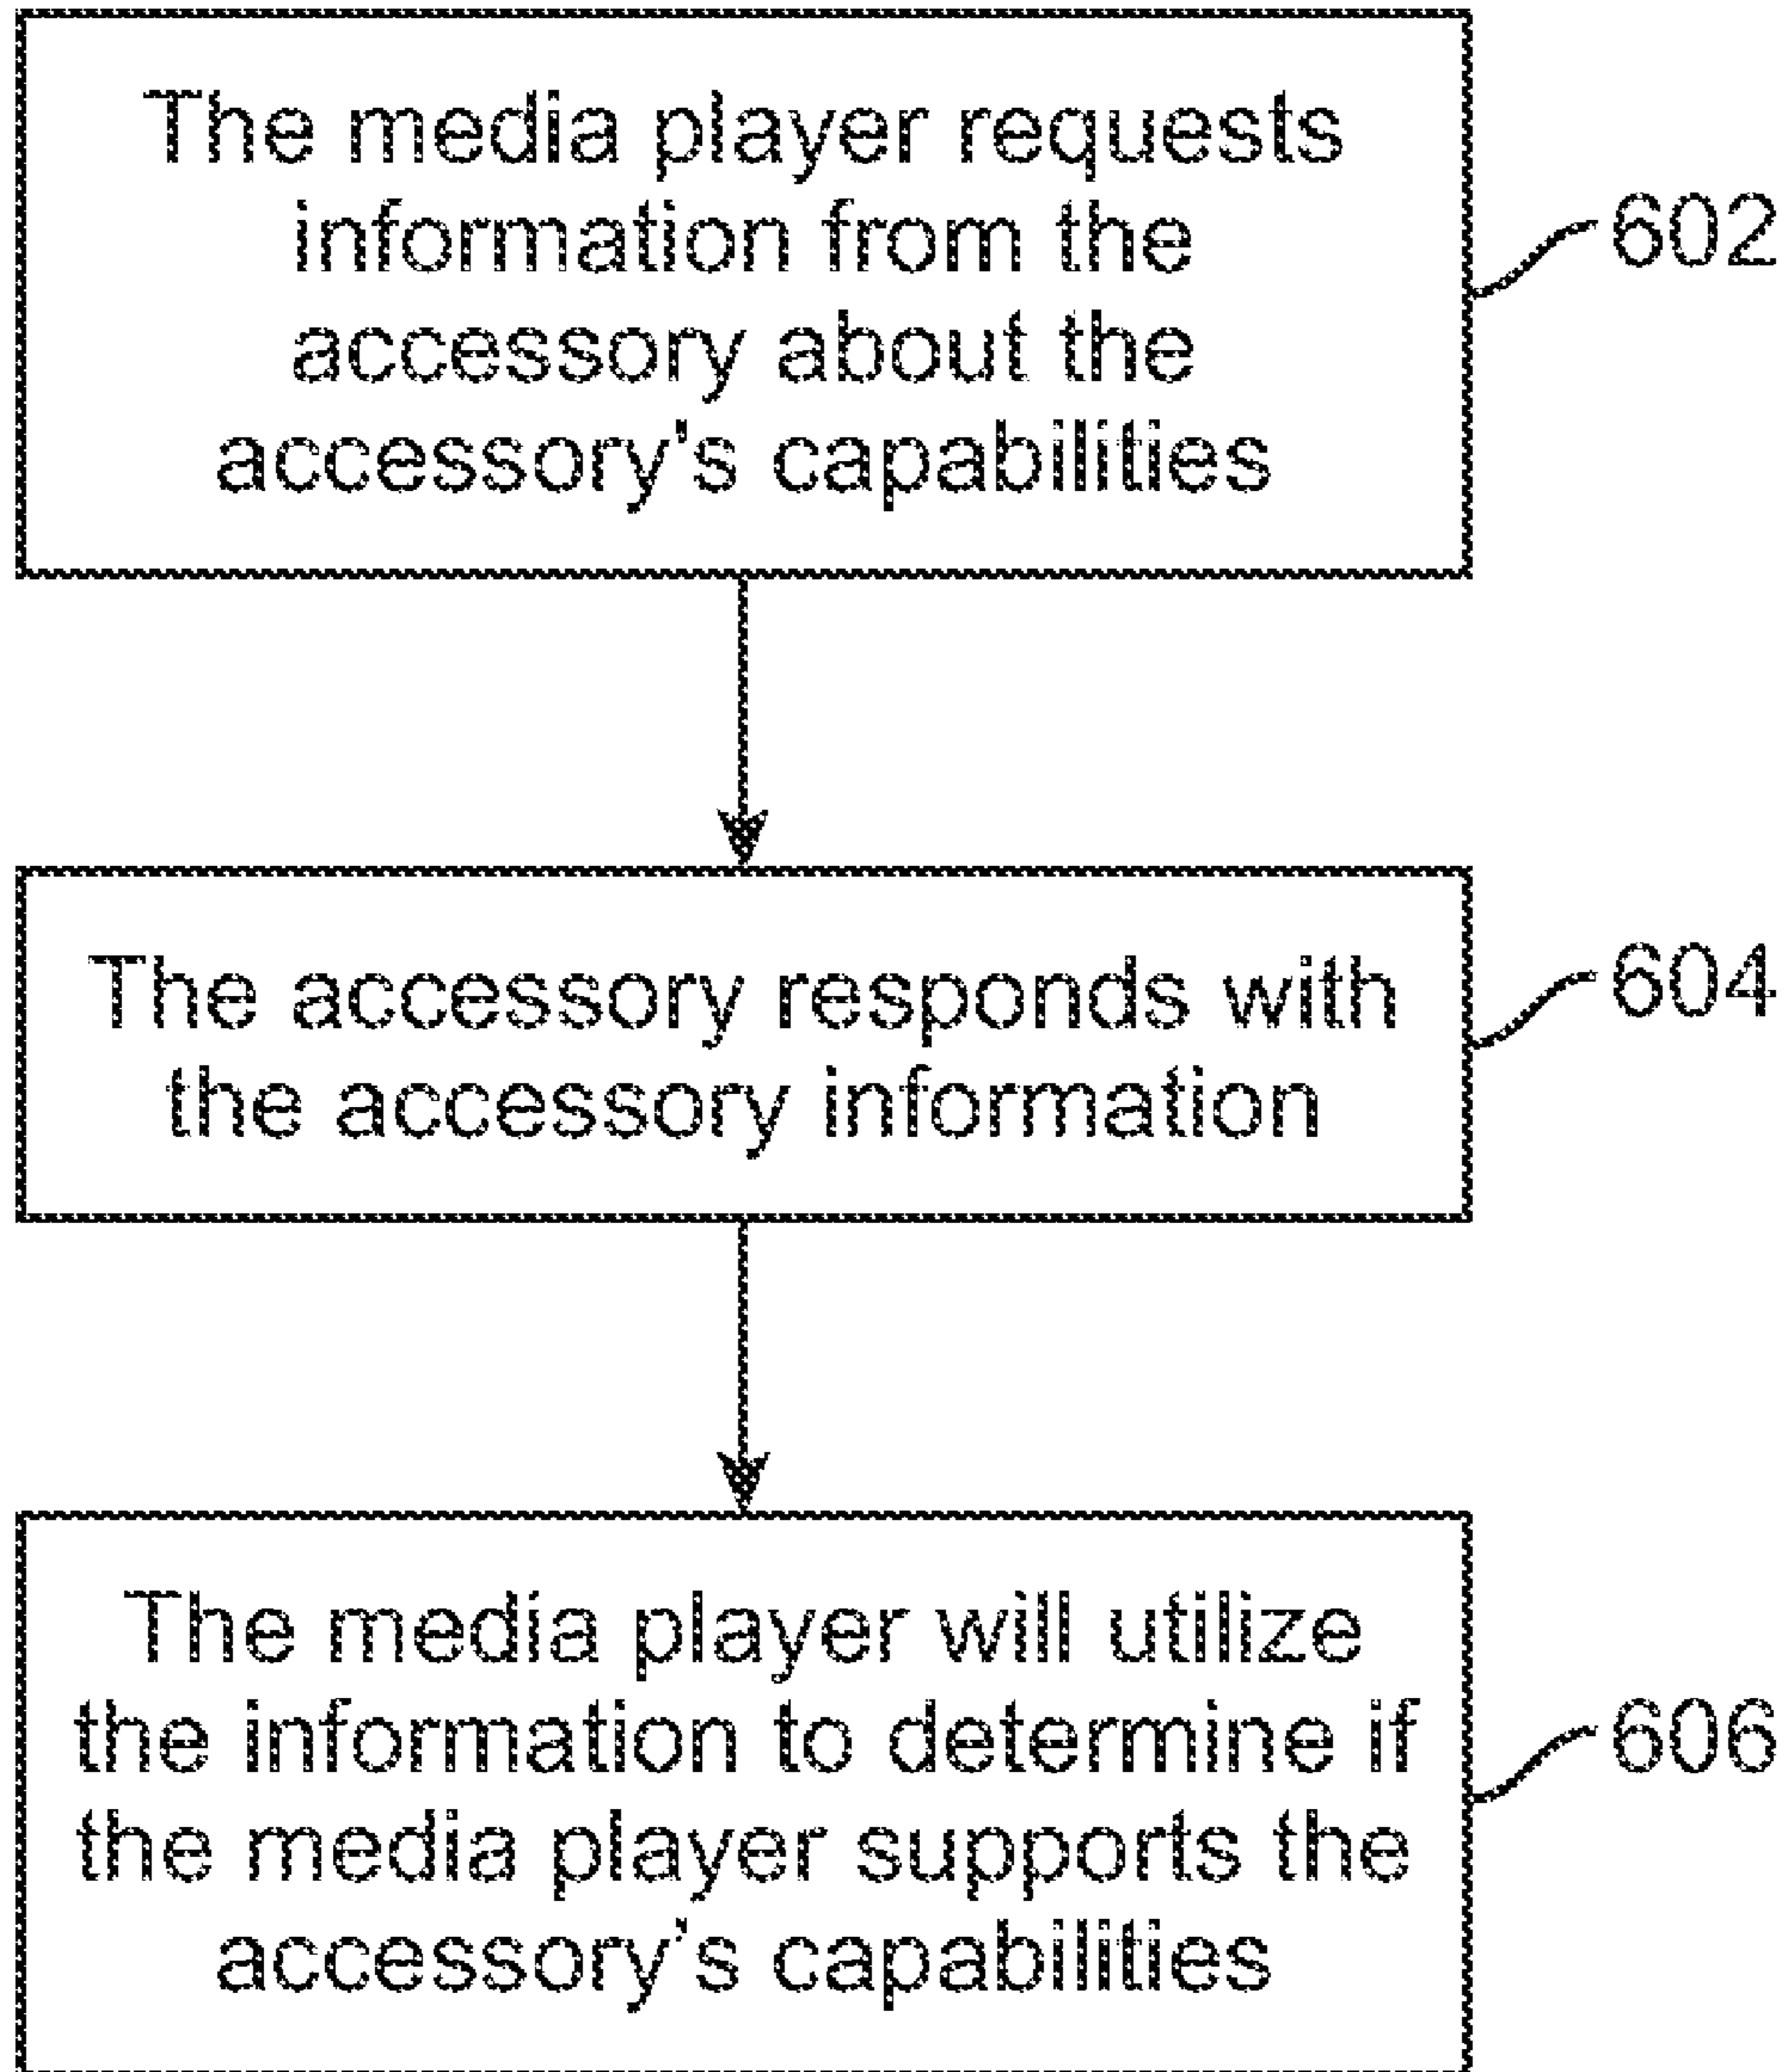 The media player requests
information from the
accessory about the
accessory's capabilities
602
The accessory responds with
the accessory information
604
The media player will utilize
the information to determine if
the media player supports the
accessory's capabilities
606